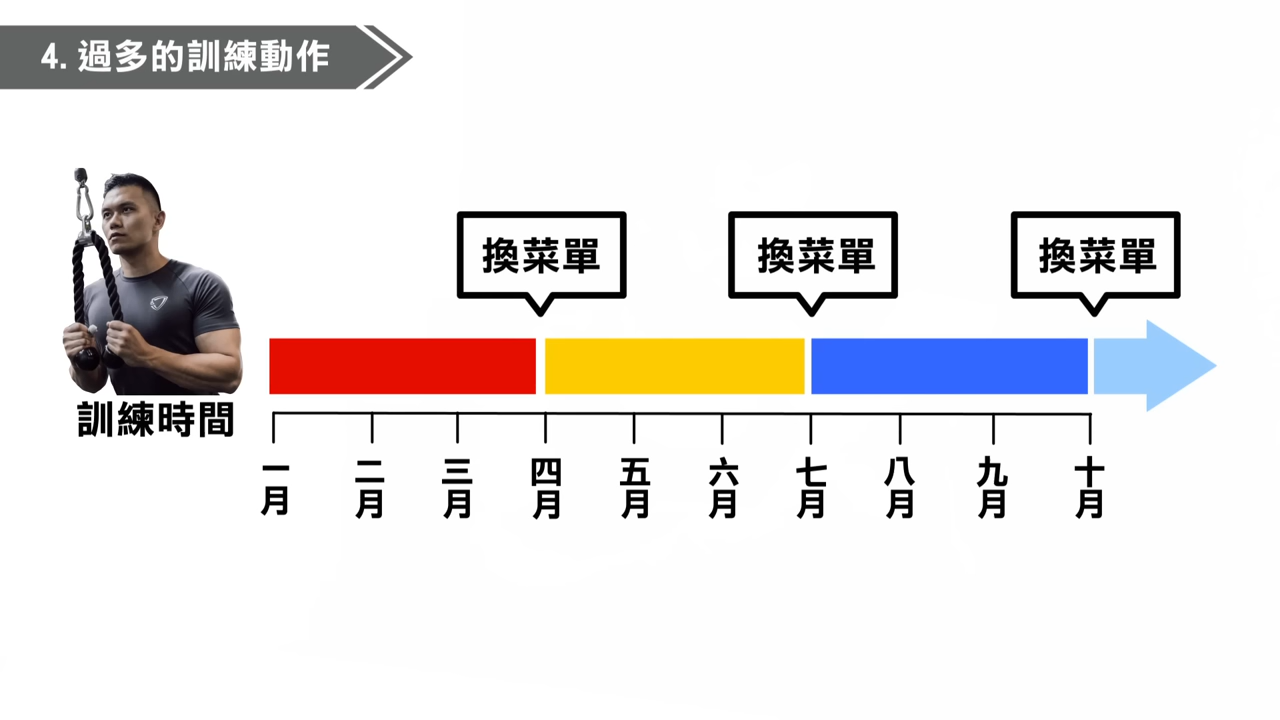 4. 過多的訓練動作
換菜單
換菜單
換菜單
訓練時間
一月
二月
三月
四月
五月
六月
七月
八月
九月
十月